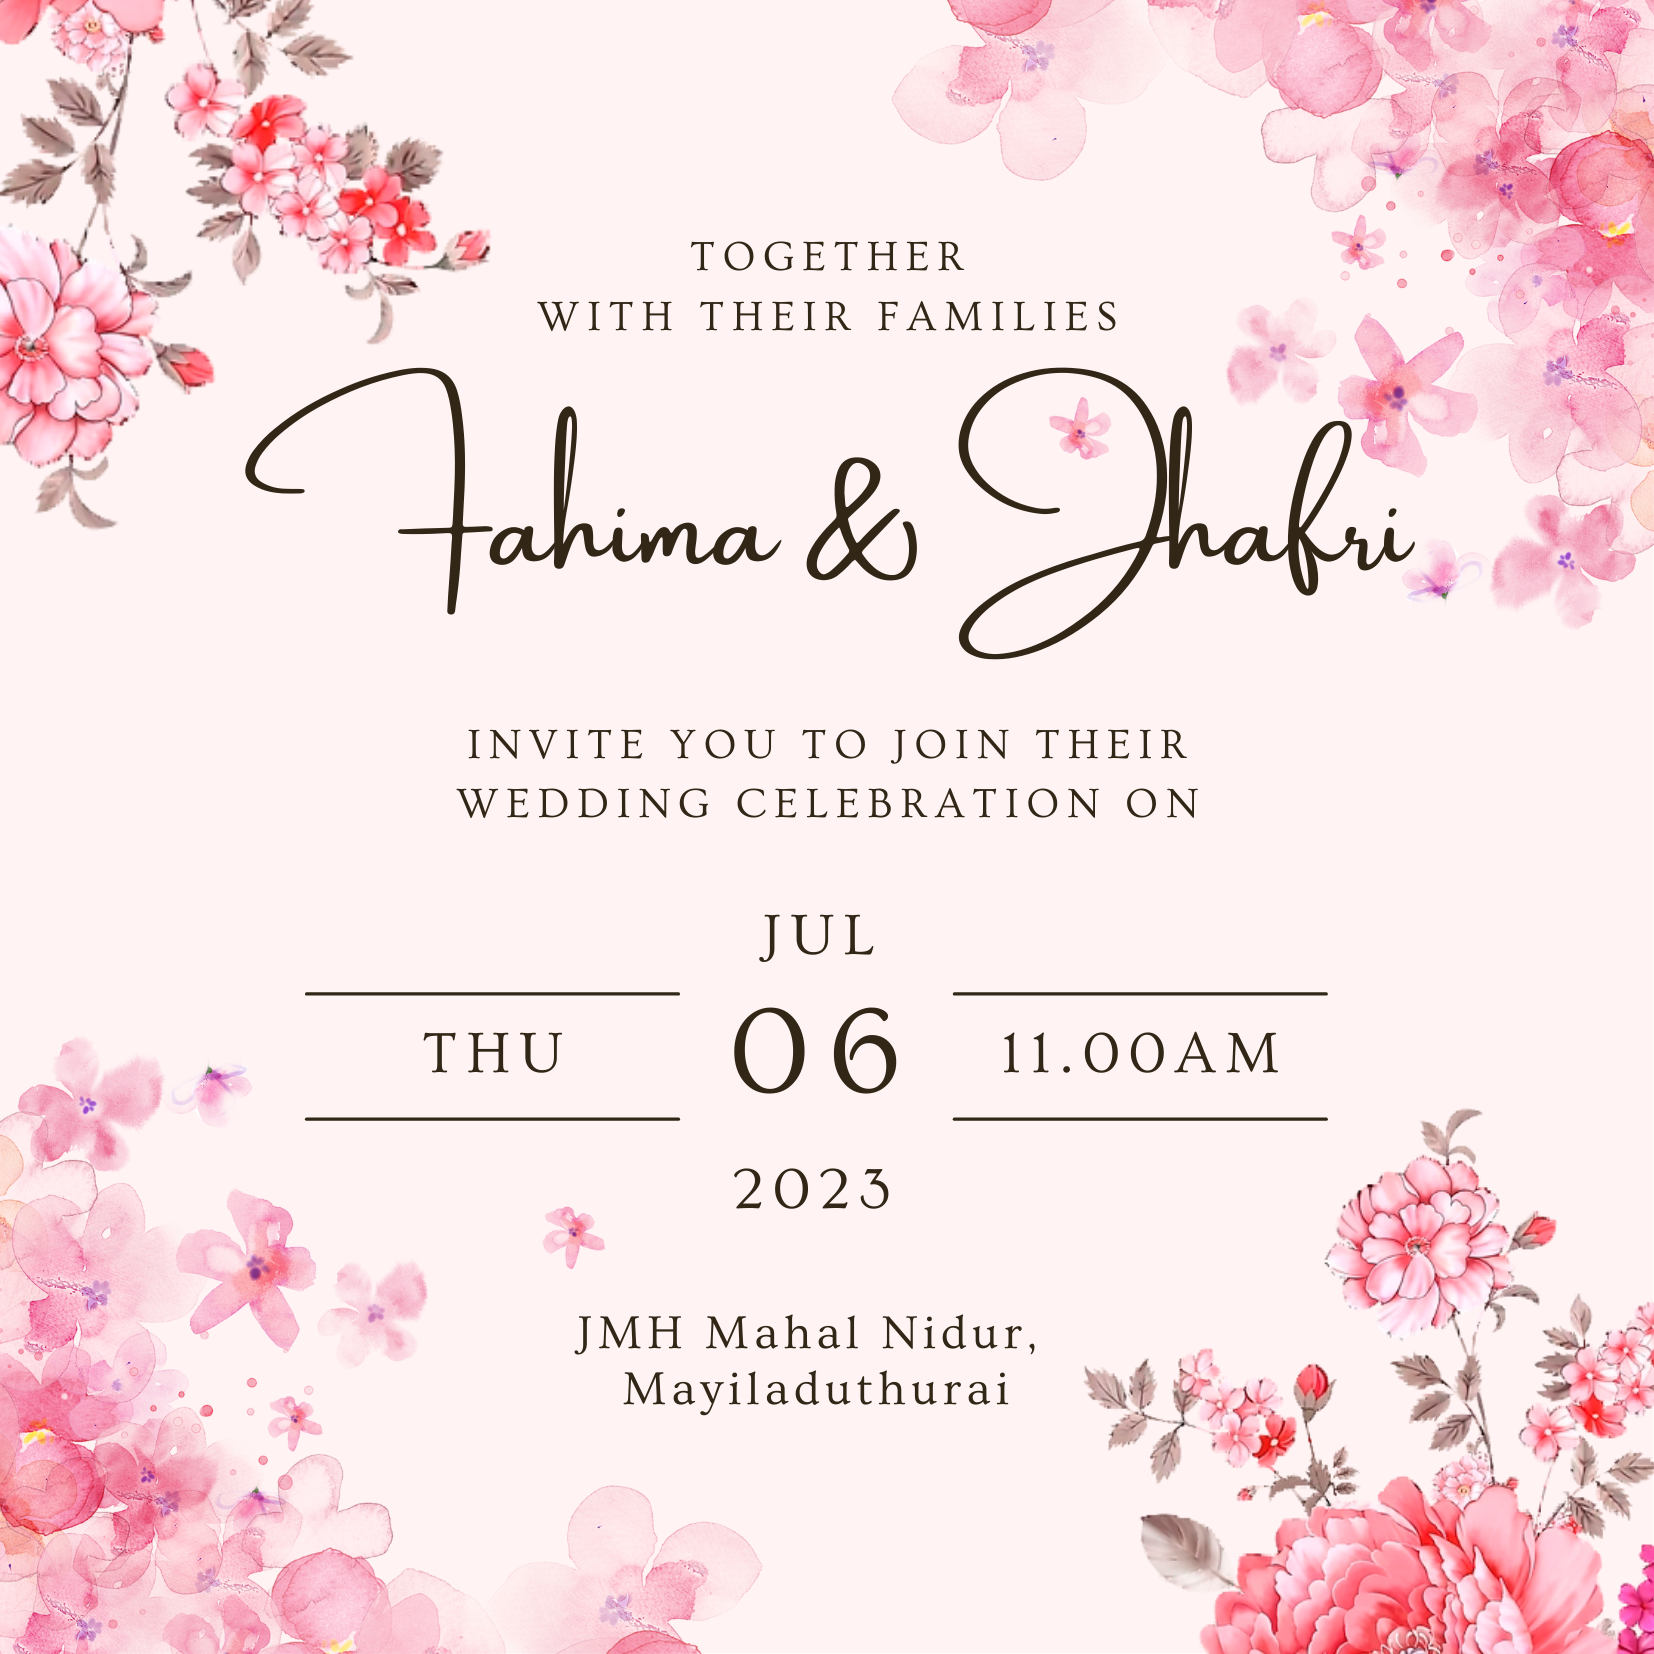 TOGETHER
WITH THEIR FAMILIES
Fahima & Jhafri
INVITE YOU TO JOIN THEIR
WEDDING CELEBRATION ON
JUL
THU 06 11.00AM
2023
JMH Mahal Nidur,
Mayiladuthurai